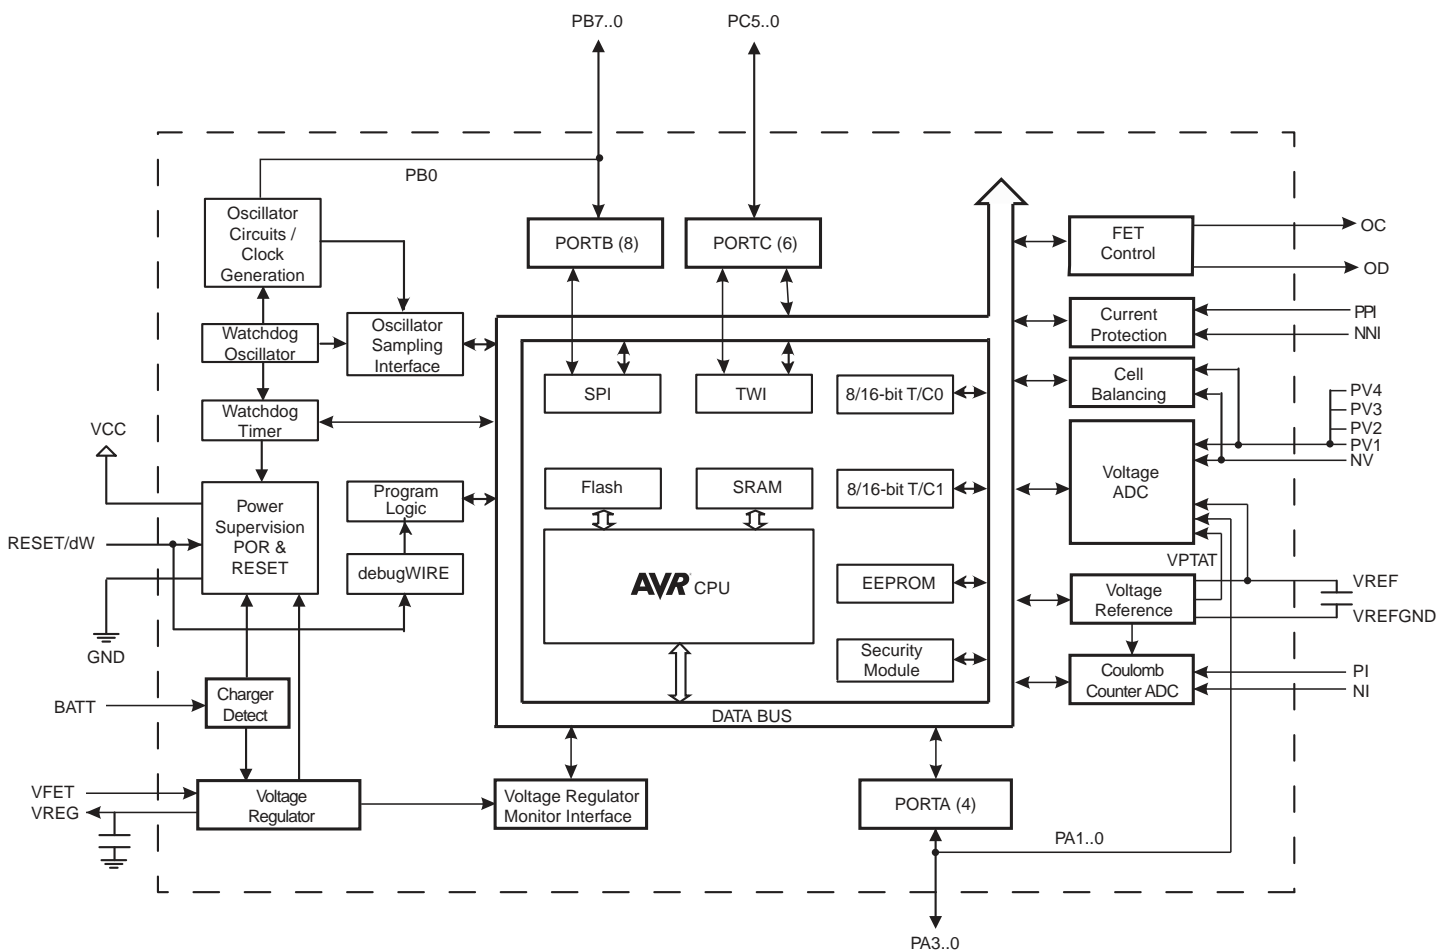 PB7..0
PC5..0
PB0
Oscillator
Circuits /
Clock
Generation
PORTB (8)
PORTC (6)
FET
Control
OC
OD
Watchdog
Oscillator
Oscillator
Sampling
Interface
Current
Protection
PPI
NNI
SPI
TWI
8/16-bit T/C0
Cell
Balancing
PV4
PV3
PV2
PV1
NV
Watchdog
Timer
VCC
Voltage
ADC
Flash
SRAM
8/16-bit T/C1
Program
Logic
Power
Supervision
POR &
RESET
RESET/dW
debugWIRE
AVR CPU
EEPROM
VPTAT
Voltage
Reference
VREF
VREFGND
GND
Security
Module
Coulomb
Counter ADC
PI
NI
Charger
Detect
BATT
DATA BUS
VFET
VREG
Voltage
Regulator
Voltage Regulator
Monitor Interface
PORTA (4)
PA1..0
PA3..0